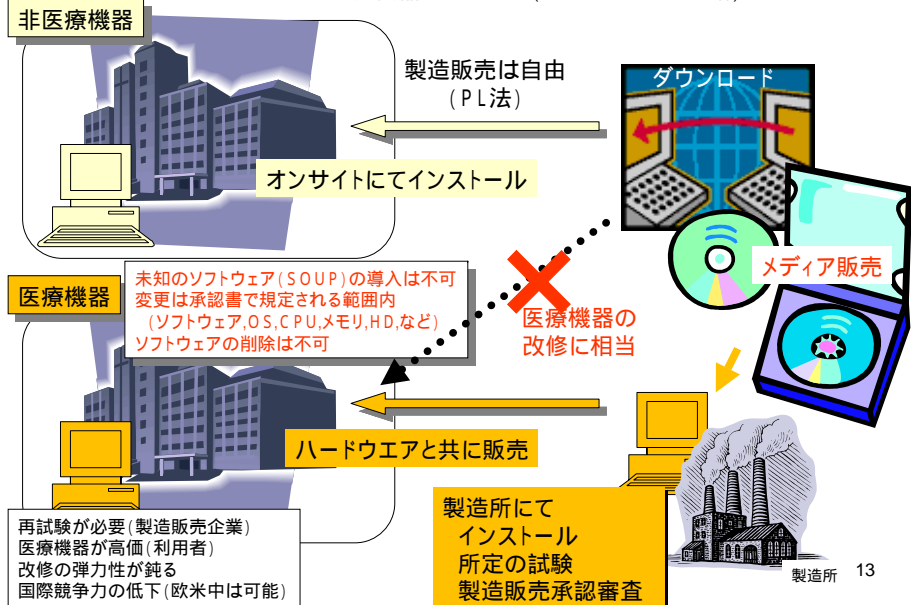 非医療機器
製造販売は自由
(PL法)
ダウンロード
オンサイトにてインストール
メディア販売
医療機器
未知のソフトウェア(SOUP)の導入は不可
変更は承認書で規定される範囲内
(ソフトウェア,OS,CPU,メモリ,HD,など)
ソフトウェアの削除は不可
医療機器の
改修に相当
ハードウエアと共に販売
製造所にて
インストール
所定の試験
製造販売承認審査
再試験が必要(製造販売企業)
医療機器が高価(利用者)
改修の弾力性が鈍る
国際競争力の低下(欧米中は可能)
製造所
13